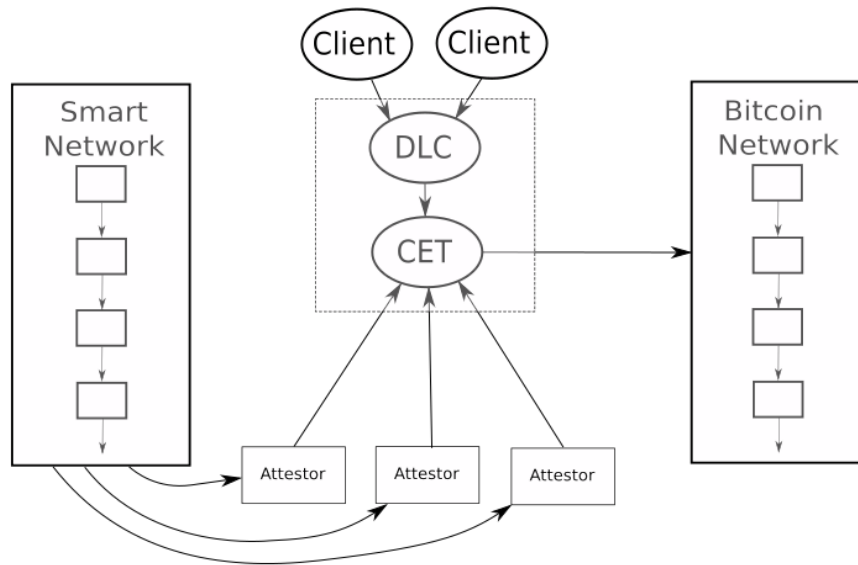 Client
Client
Smart
Network
DLC
CET
Bitcoin
Network
Attestor
Attestor
Attestor